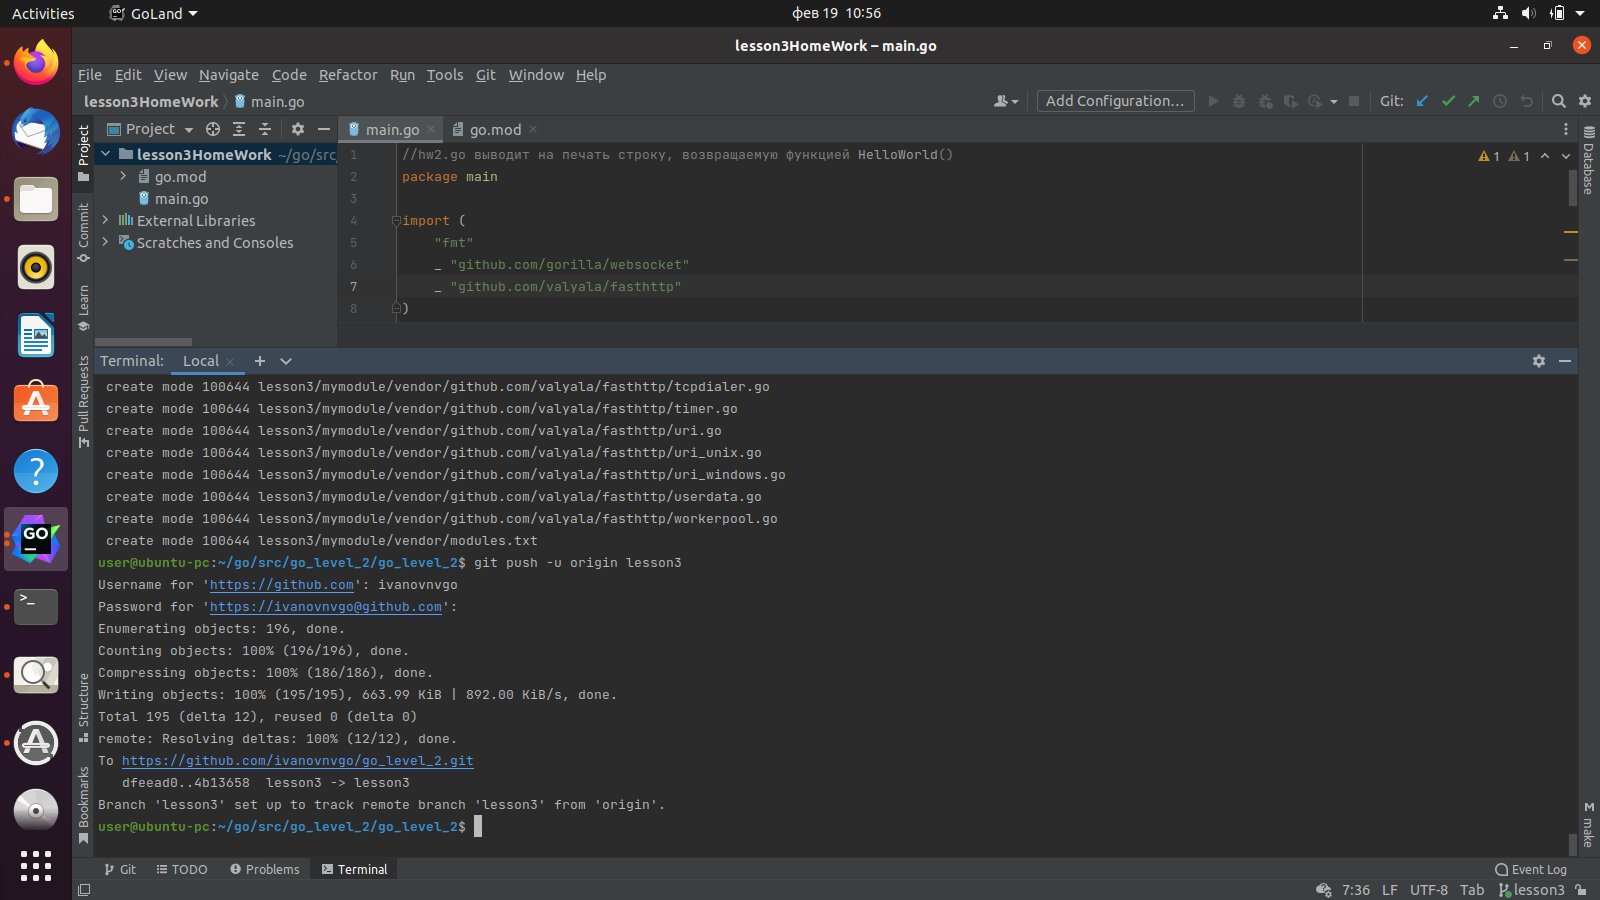 Activities GoLand фев 19 10:56
lesson3HomeWork – main.go
File Edit View Navigate Code Refactor Run Tools Git Window Help
lesson3HomeWork main.go Add Configuration... Git:
Project main.go go.mod
lesson3HomeWork ~/go/src/
go.mod
main.go
External Libraries
Scratches and Consoles
1 //hw2.go выводит на печать строку, возвращаемую функцией HelloWorld() 1 1
2 package main
3
4 import (
5 "fmt"
6 _ "github.com/gorilla/websocket"
7 _ "github.com/valyala/fasthttp"
8 )
Project
Commit
Learn
Pull Requests
Structure
Bookmarks
Database
make
Terminal: Local
create mode 100644 lesson3/mymodule/vendor/github.com/valyala/fasthttp/tcpdialer.go
create mode 100644 lesson3/mymodule/vendor/github.com/valyala/fasthttp/timer.go
create mode 100644 lesson3/mymodule/vendor/github.com/valyala/fasthttp/uri.go
create mode 100644 lesson3/mymodule/vendor/github.com/valyala/fasthttp/uri_unix.go
create mode 100644 lesson3/mymodule/vendor/github.com/valyala/fasthttp/uri_windows.go
create mode 100644 lesson3/mymodule/vendor/github.com/valyala/fasthttp/userdata.go
create mode 100644 lesson3/mymodule/vendor/github.com/valyala/fasthttp/workerpool.go
create mode 100644 lesson3/mymodule/vendor/modules.txt
user@ubuntu-pc:~/go/src/go_level_2/go_level_2$ git push -u origin lesson3
Username for 'https://github.com': ivanovnvgo
Password for 'https://ivanovnvgo@github.com':
Enumerating objects: 196, done.
Counting objects: 100% (196/196), done.
Compressing objects: 100% (186/186), done.
Writing objects: 100% (195/195), 663.99 KiB | 892.00 KiB/s, done.
Total 195 (delta 12), reused 0 (delta 0)
remote: Resolving deltas: 100% (12/12), done.
To https://github.com/ivanovnvgo/go_level_2.git
dfeead0..4b13658 lesson3 -> lesson3
Branch 'lesson3' set up to track remote branch 'lesson3' from 'origin'.
user@ubuntu-pc:~/go/src/go_level_2/go_level_2$
Git TODO Problems Terminal Event Log
7:36 LF UTF-8 Tab lesson3